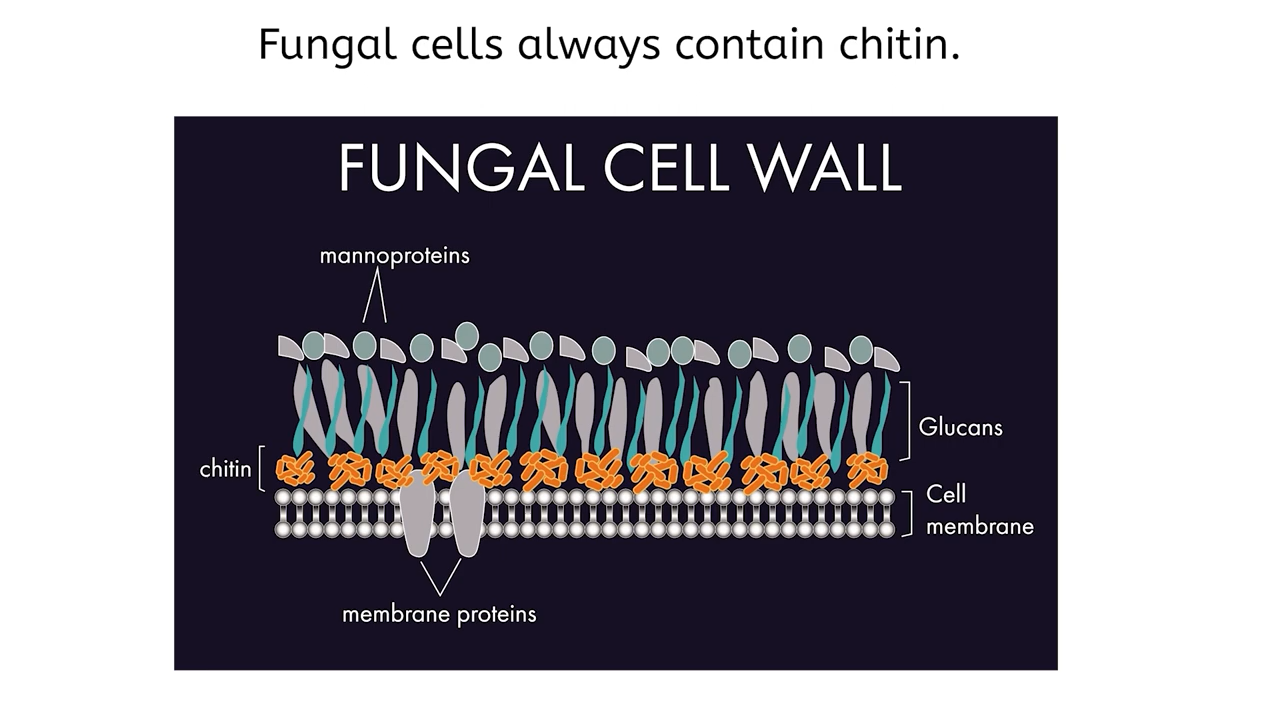 Fungal cells always contain chitin.
FUNGAL CELL WALL
mannoproteins
Glucans
chitin
Cell
membrane
membrane proteins